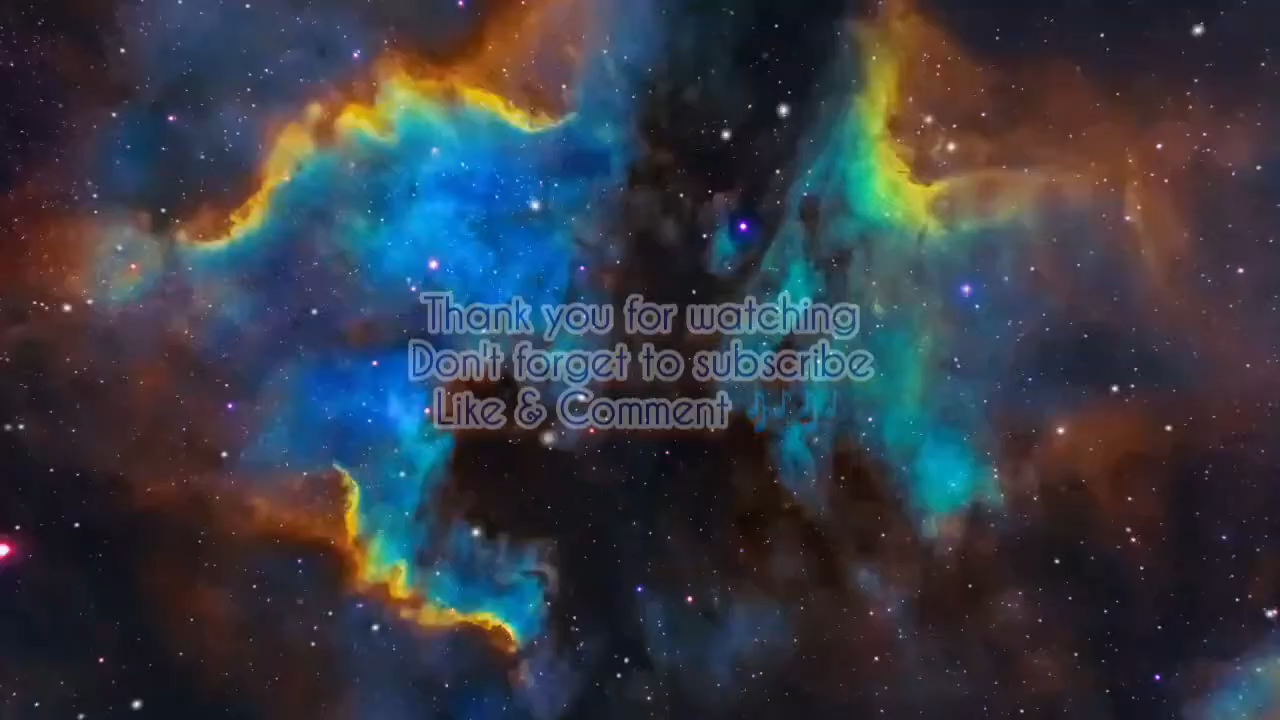 Thank you for watching
Don't forget to subscribe
Like & Comment 🎵🎵🎵